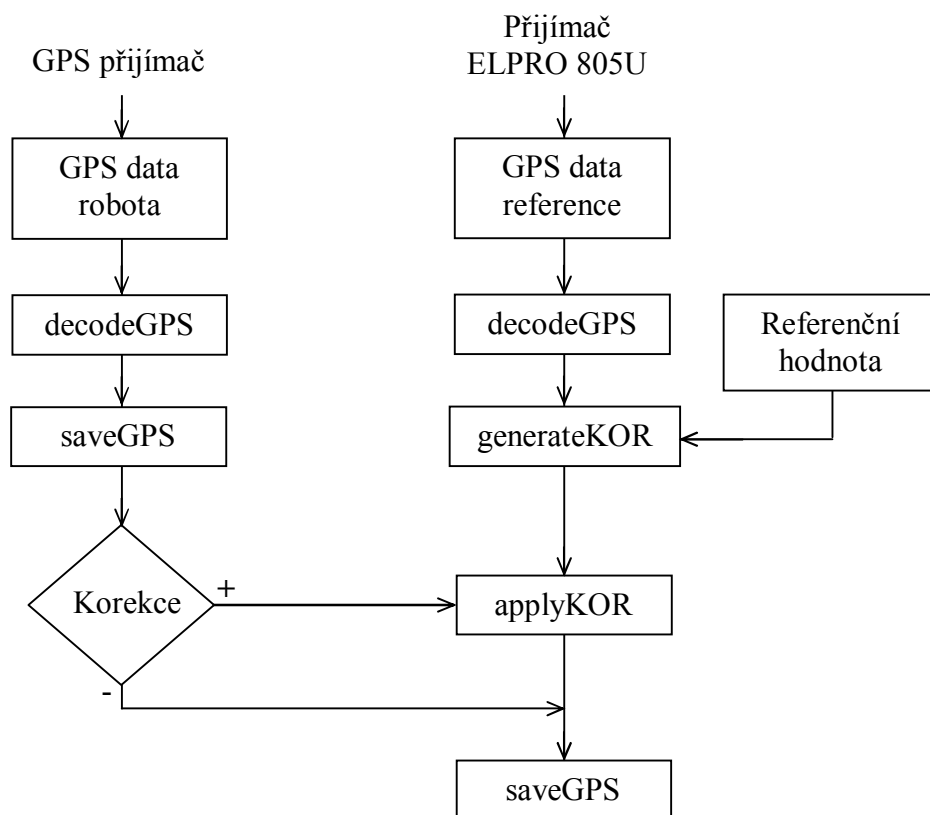 GPS přijímač
Přijímač
ELPRO 805U
GPS data
robota
GPS data
reference
decodeGPS
decodeGPS
Referenční
hodnota
saveGPS
generateKOR
Korekce
+
applyKOR
-
saveGPS